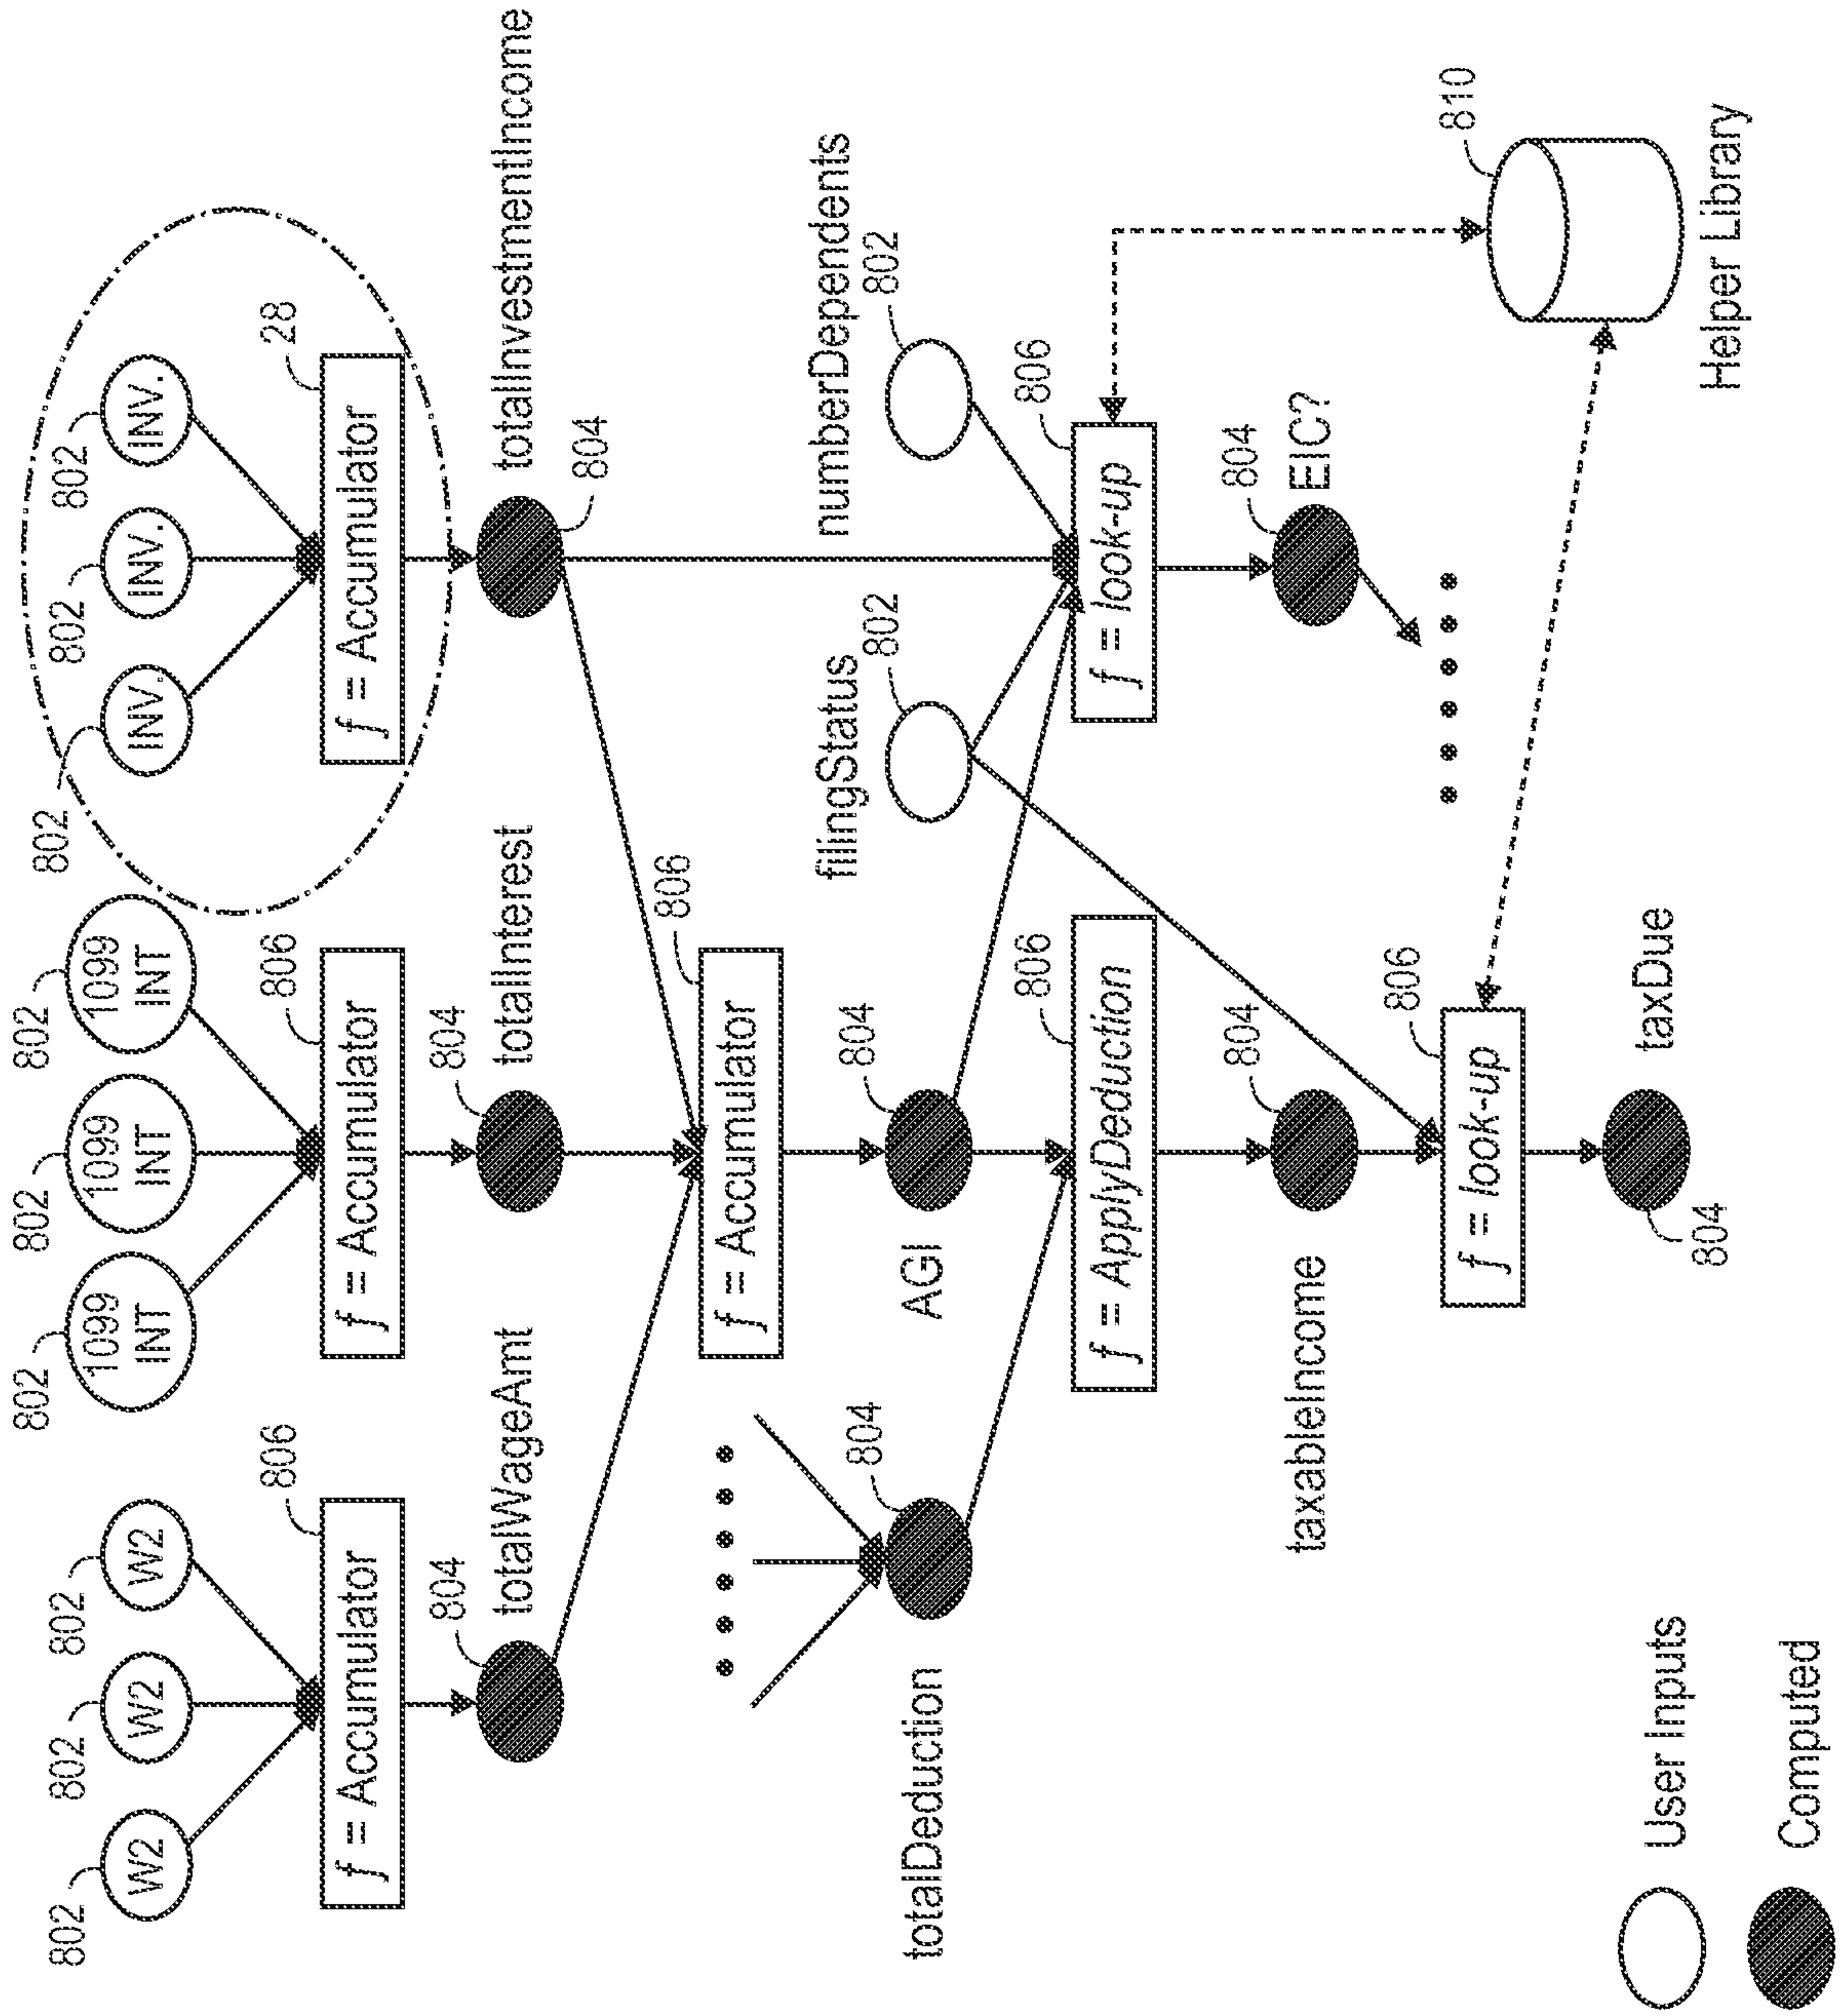 802
802
802
W2
W2
W2
806
f = Accumulator
804
totalWageAmt
802
802
802
1099
INT
1099
INT
1099
INT
806
f = Accumulator
804
totalInterest
802
802
802
INV.
INV.
INV.
28
f = Accumulator
totalInvestmentIncome
804
806
f = Accumulator
totalDeduction
804
AGI
804
filingStatus
802
numberDependents
802
806
f = ApplyDeduction
806
f = look-up
taxableIncome
804
804
EIC?
806
f = look-up
810
Helper Library
804
taxDue
User Inputs
Computed